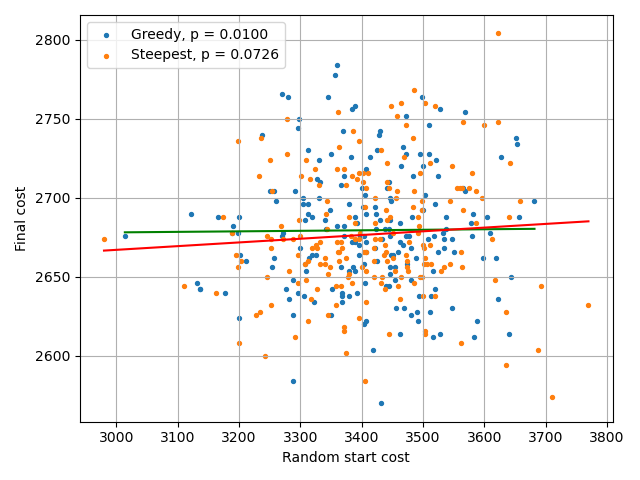 Greedy, p = 0.0100
Steepest, p = 0.0726
2800
2750
2700
2650
2600
Final cost
3000 3100 3200 3300 3400 3500 3600 3700 3800
Random start cost